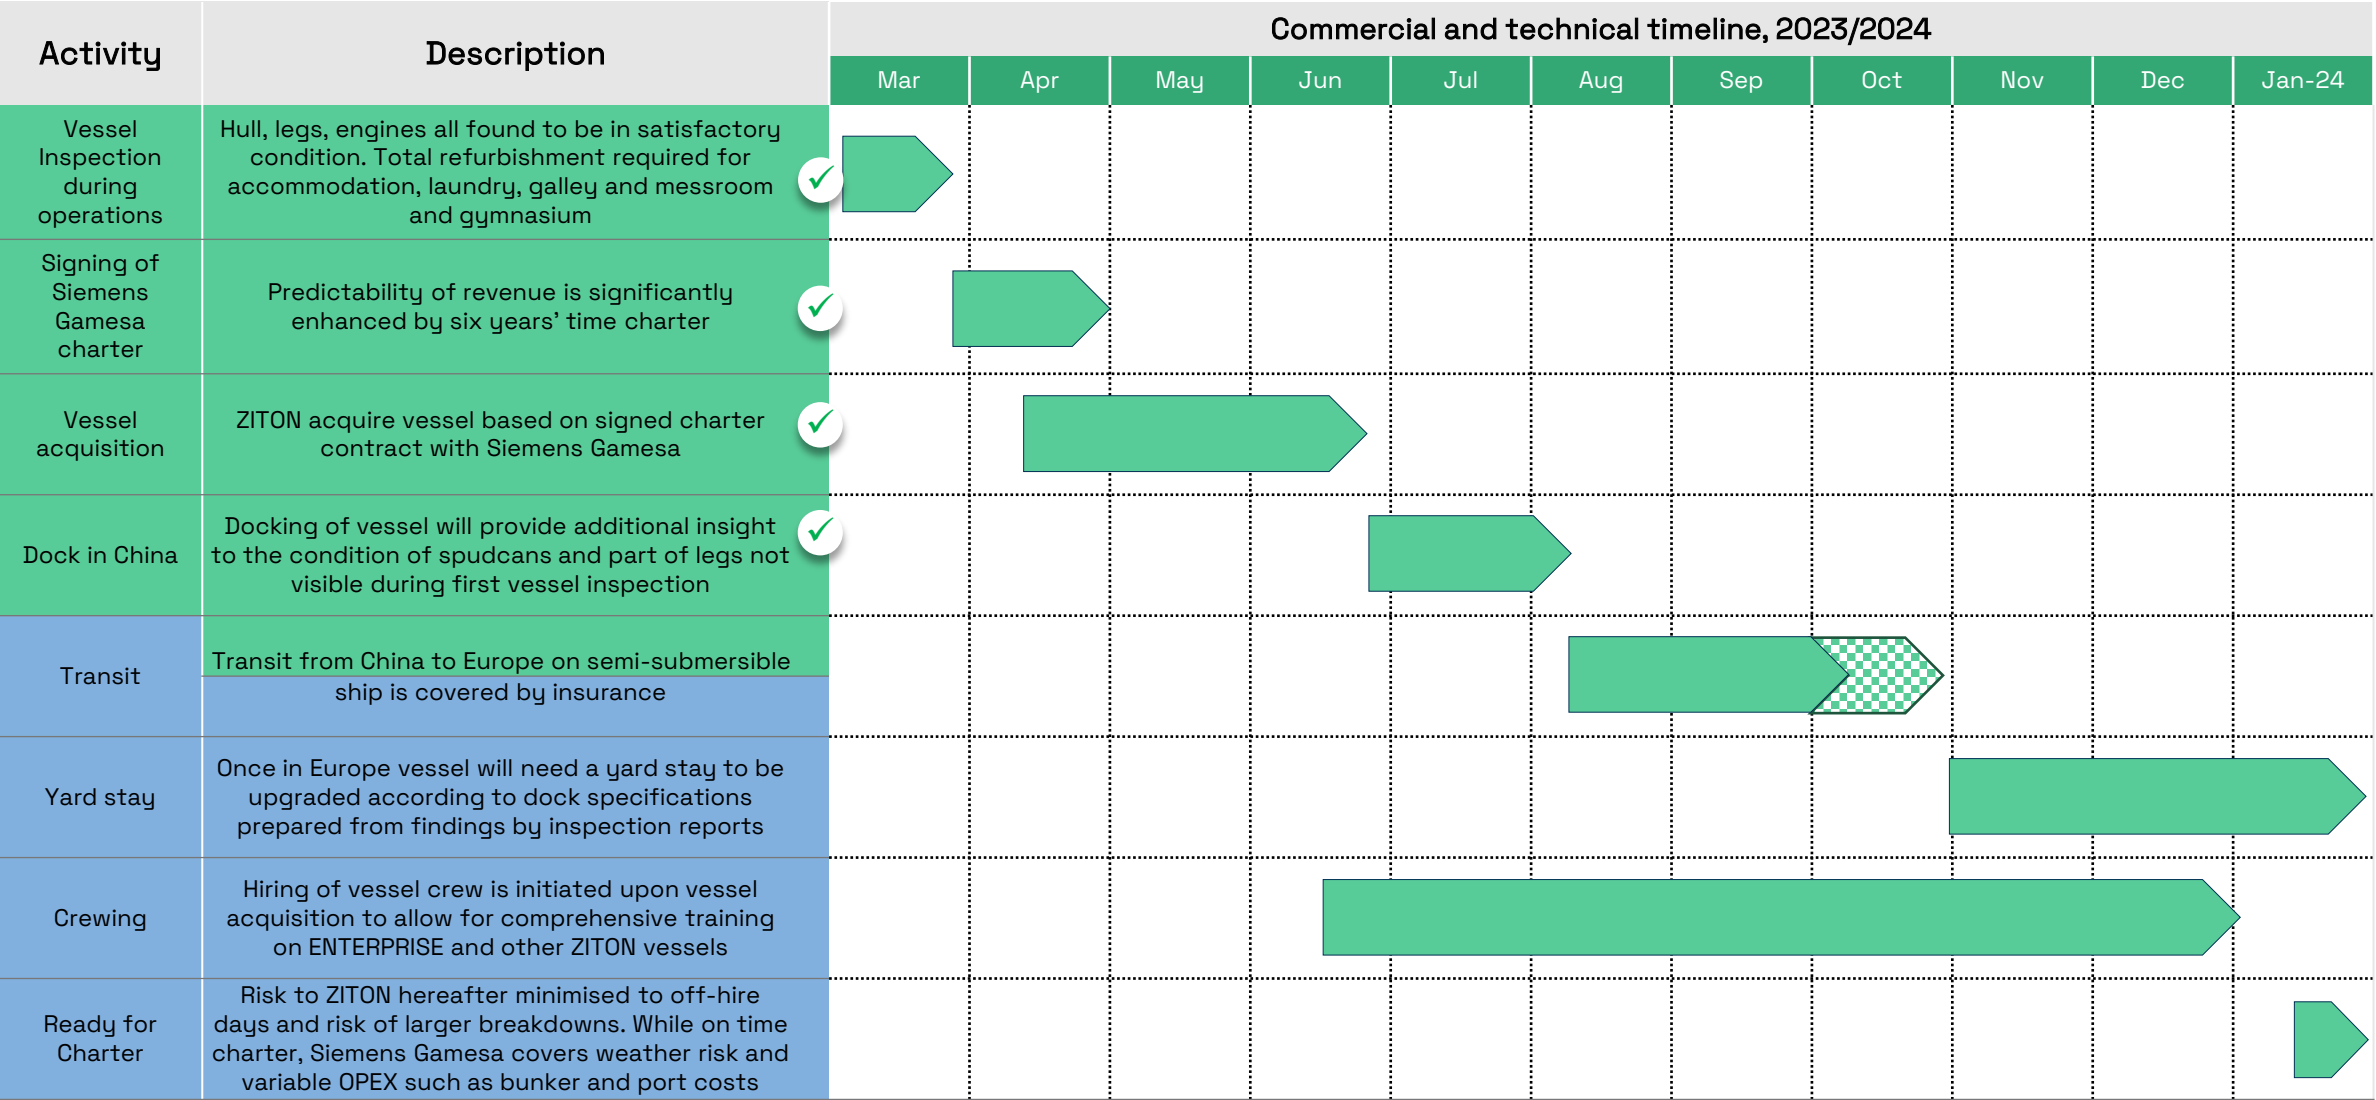 Activity
Description
Commercial and technical timeline, 2023/2024
Mar
Apr
May
Jun
Jul
Aug
Sep
Oct
Nov
Dec
Jan-24
Vessel
Inspection
during
operations
Hull, legs, engines all found to be in satisfactory
condition. Total refurbishment required for
accommodation, laundry, galley and messroom
and gymnasium
Signing of
Siemens
Gamesa
charter
Predictability of revenue is significantly
enhanced by six years' time charter
Vessel
acquisition
ZITON acquire vessel based on signed charter
contract with Siemens Gamesa
Dock in China
Docking of vessel will provide additional insight
to the condition of spudcans and part of legs not
visible during first vessel inspection
Transit
Transit from China to Europe on semi-submersible
ship is covered by insurance
Yard stay
Once in Europe vessel will need a yard stay to be
upgraded according to dock specifications
prepared from findings by inspection reports
Crewing
Hiring of vessel crew is initiated upon vessel
acquisition to allow for comprehensive training
on ENTERPRISE and other ZITON vessels
Ready for
Charter
Risk to ZITON hereafter minimised to off-hire
days and risk of larger breakdowns. While on time
charter, Siemens Gamesa covers weather risk and
variable OPEX such as bunker and port costs